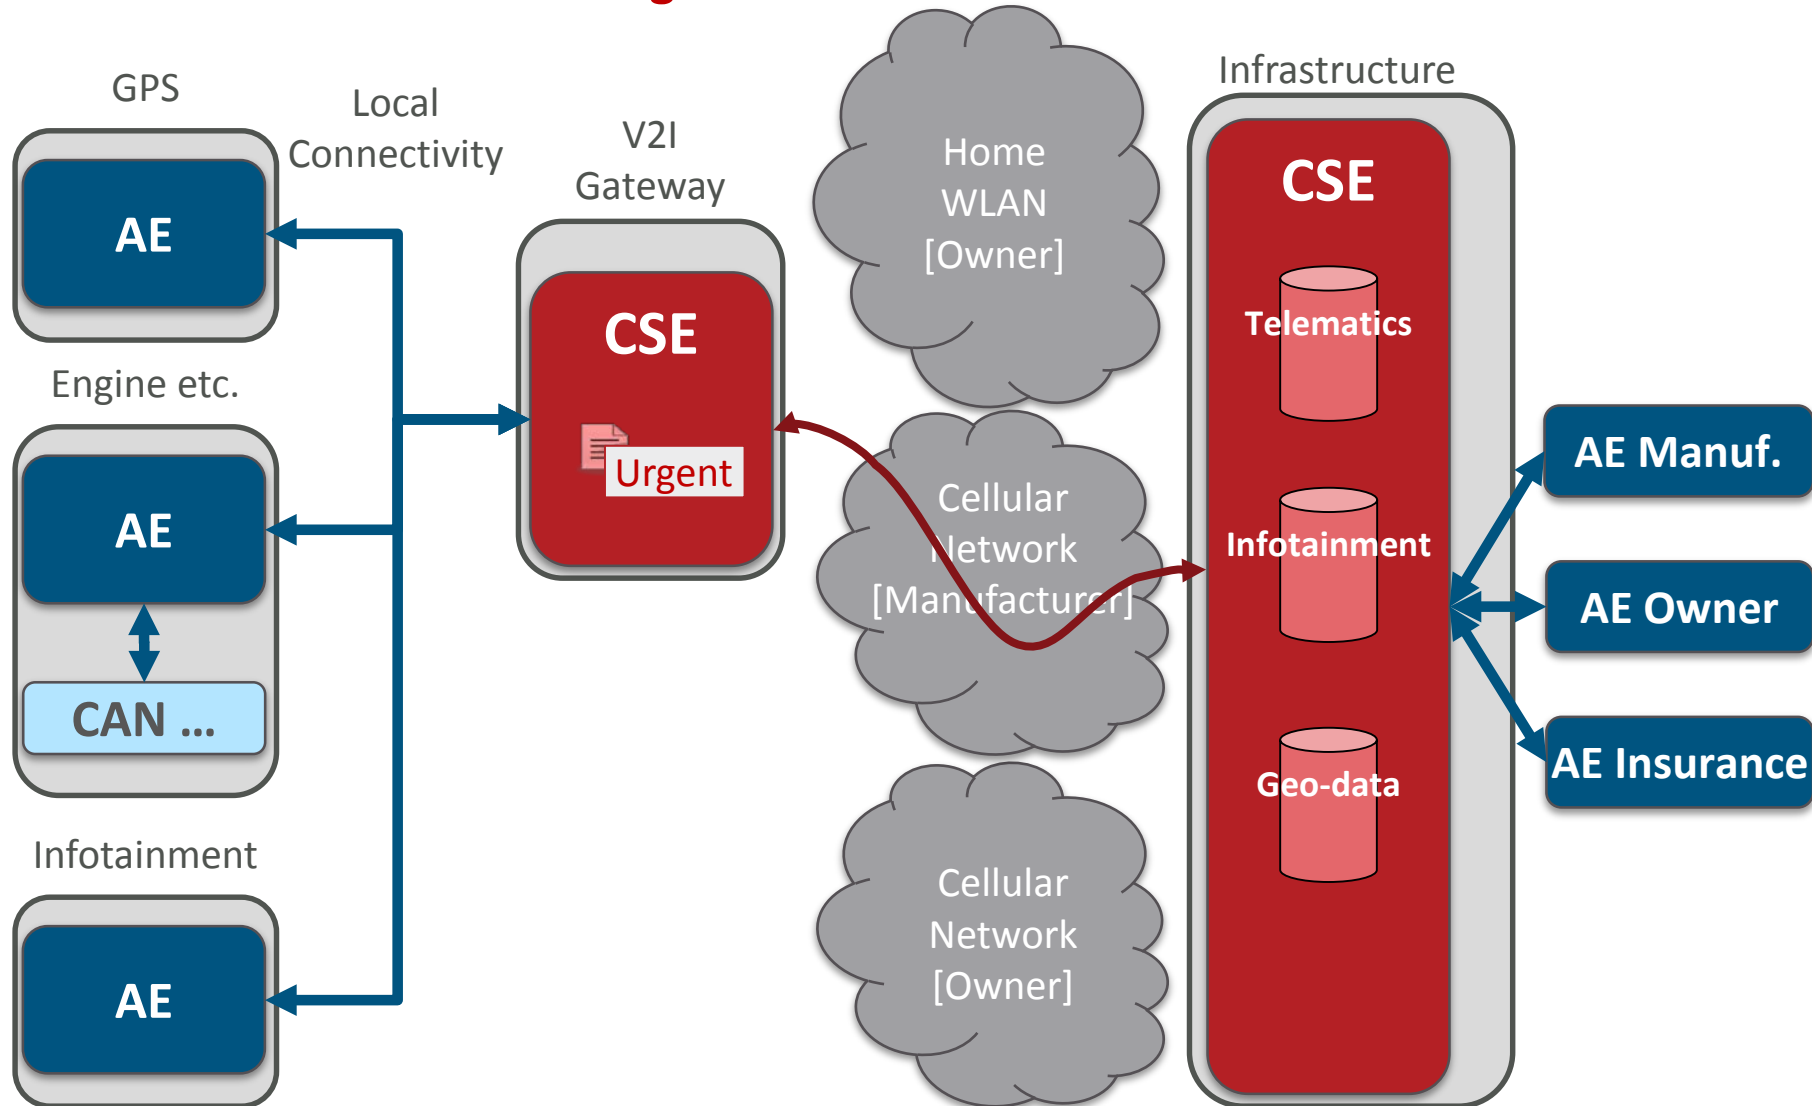 GPS
AE
Local
Connectivity
Engine etc.
AE
CAN ...
Infotainment
AE
V2I
Gateway
CSE
Urgent
Home
WLAN
[Owner]
Cellular
Network
[Manufacturer]
Cellular
Network
[Owner]
Infrastructure
CSE
Telematics
Infotainment
Geo-data
AE Manuf.
AE Owner
AE Insurance